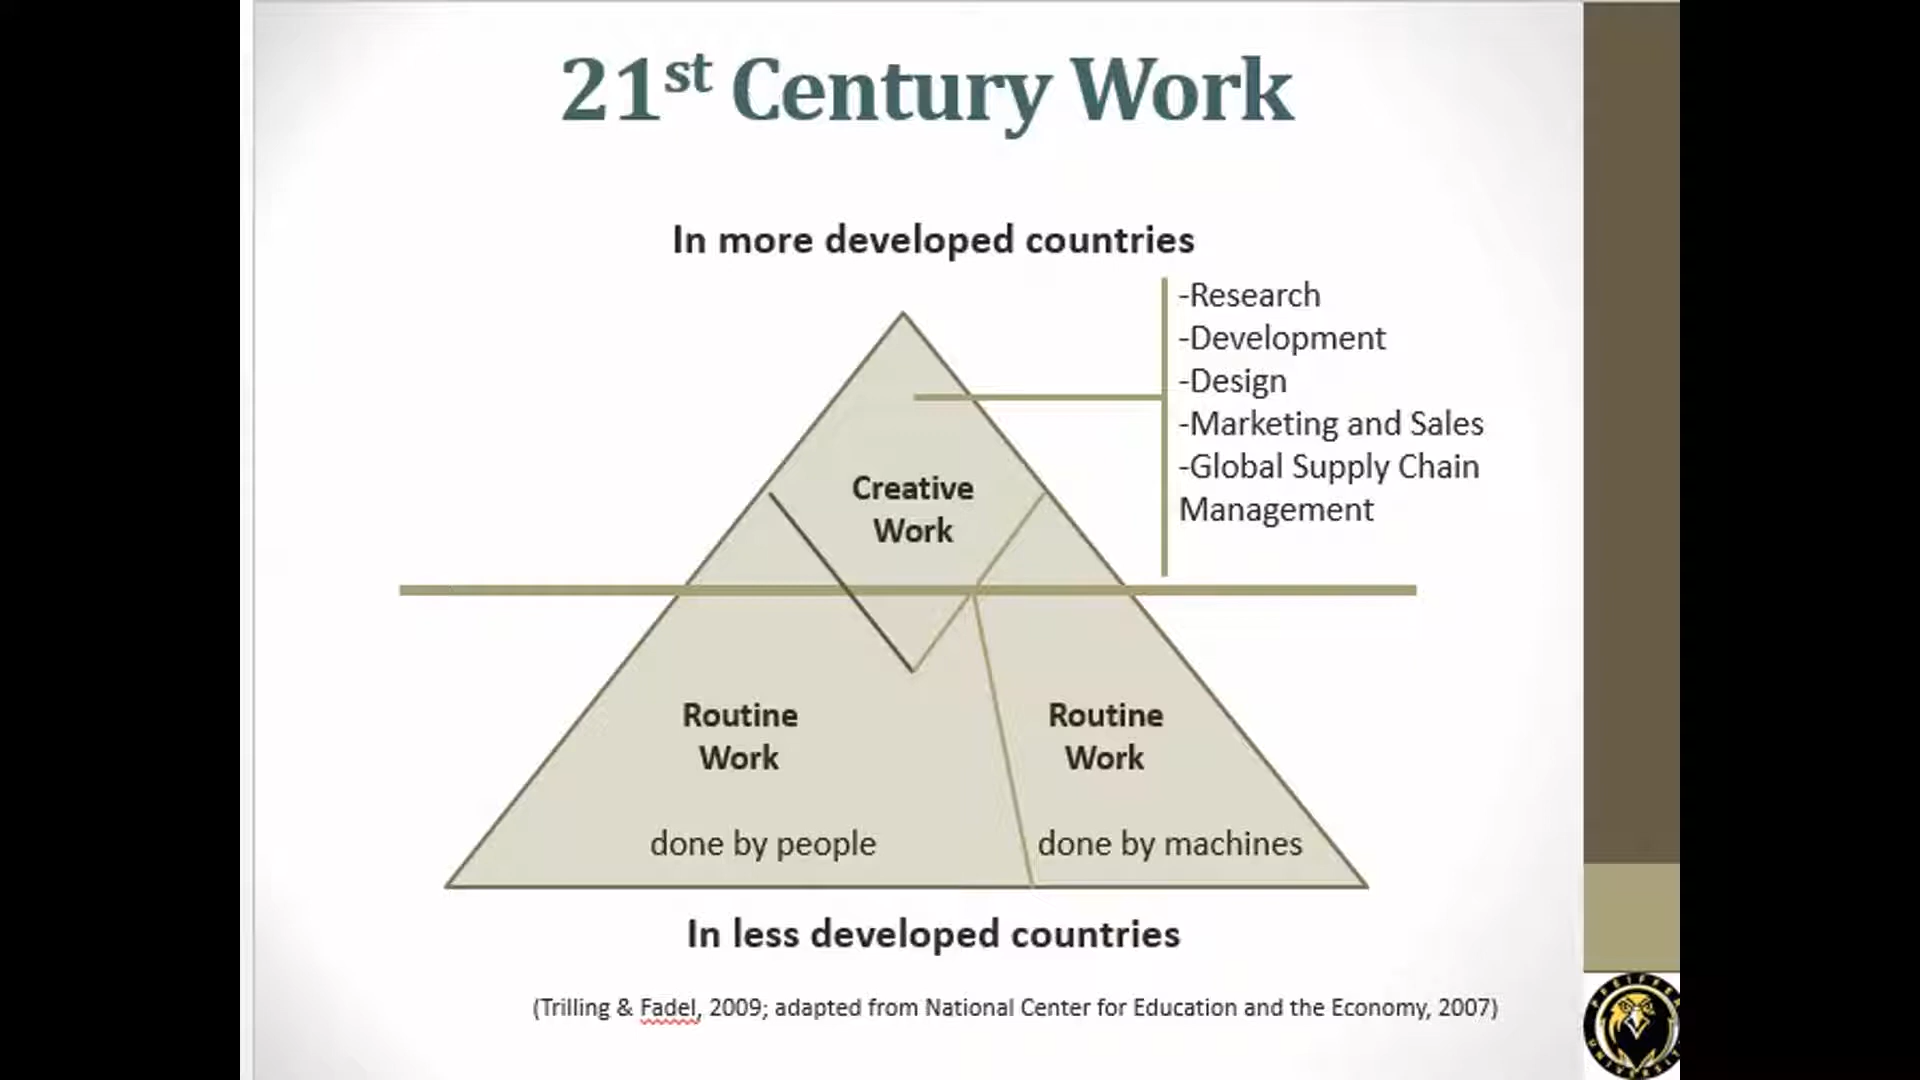 21st Century Work
In more developed countries
-Research
-Development
-Design
-Marketing and Sales
-Global Supply Chain
Management
Creative
Work
Routine
Work
done by people
Routine
Work
done by machines
In less developed countries
(Trilling & Fadel, 2009; adapted from National Center for Education and the Economy, 2007)